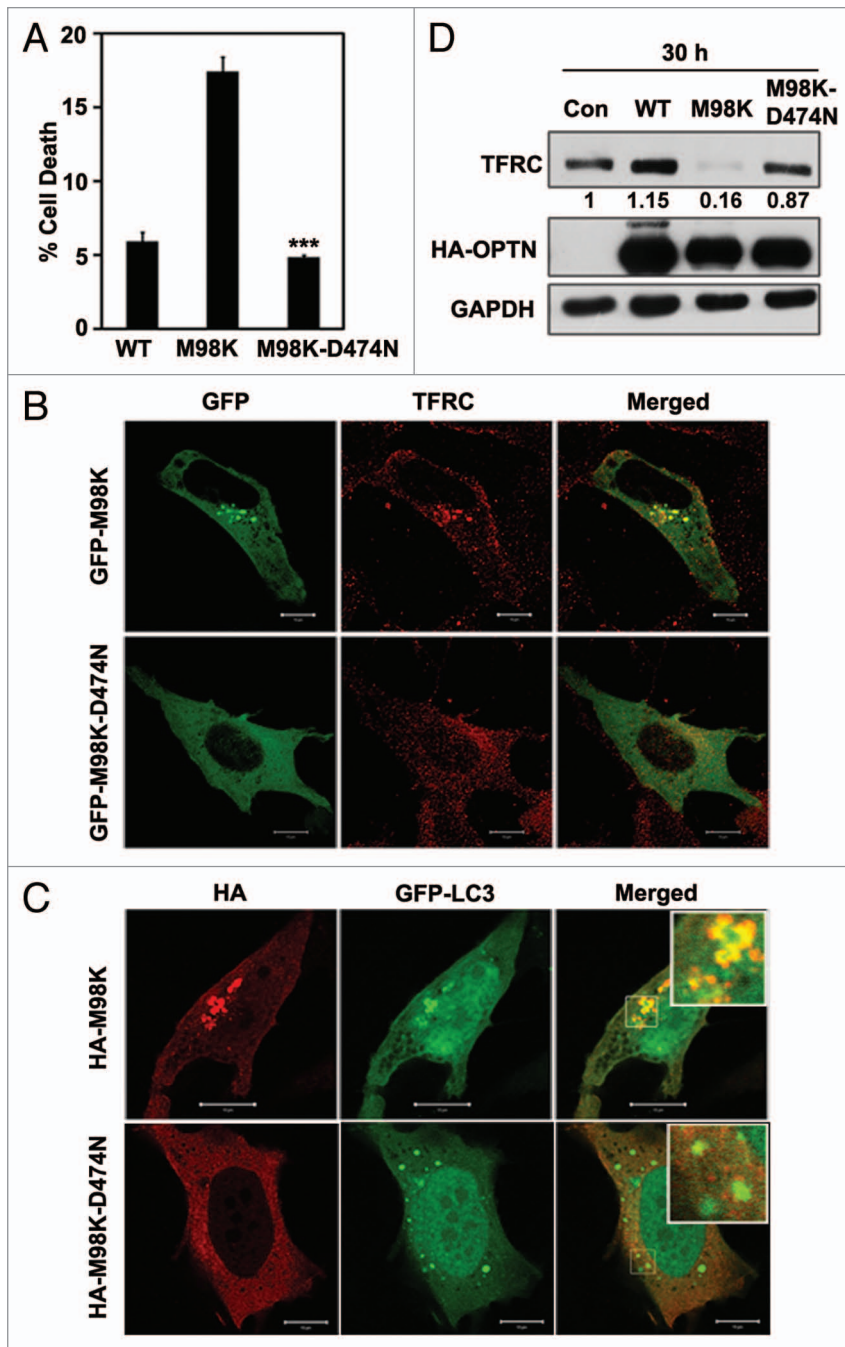 A
20
15
10
5
0
% Cell Death
***
WT M98K M98K-D474N
D
30 h
Con WT M98K M98K-
D474N
TFRC
1 1.15 0.16 0.87
HA-OPTN
GAPDH
B
GFP TFRC Merged
GFP-M98K
GFP-M98K-D474N
C
HA GFP-LC3 Merged
HA-M98K
HA-M98K-D474N